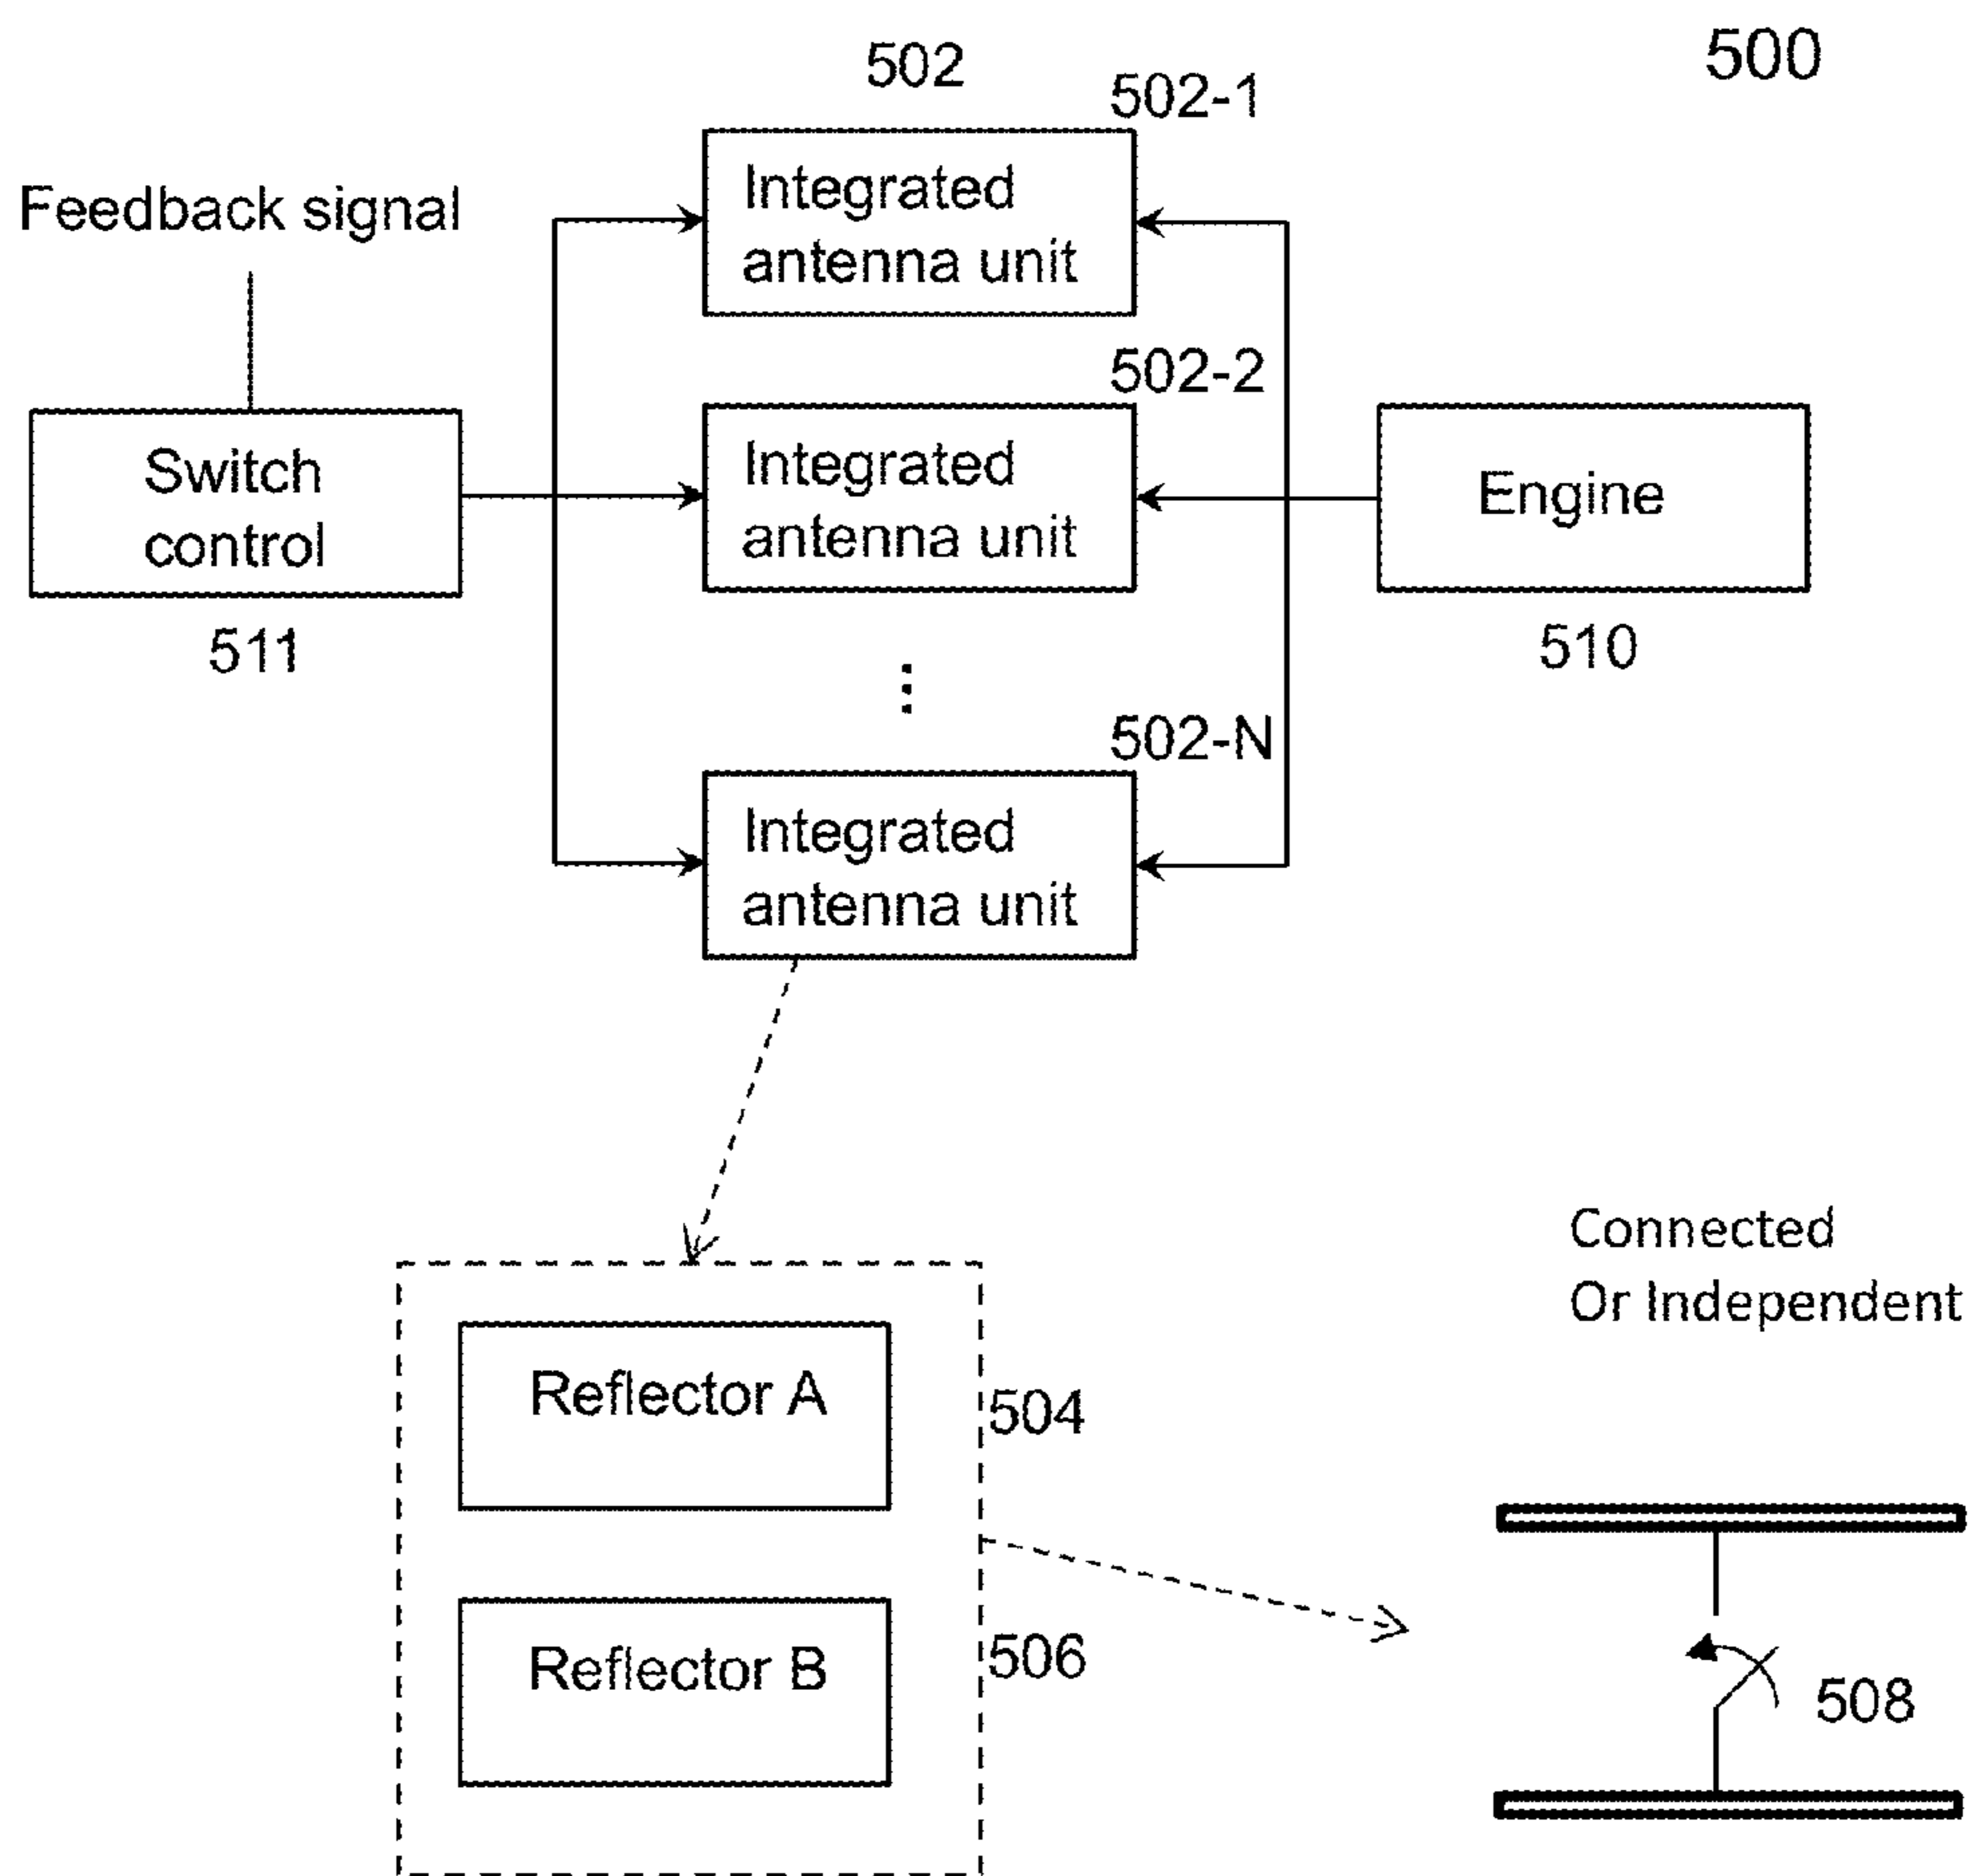 500
502
502-1
Integrated
antenna unit
Feedback signal
502-2
Integrated
antenna unit
Switch
control
511
Engine
510
⋮
502-N
Integrated
antenna unit
Connected
Or Independent
Reflector A
504
Reflector B
506
508